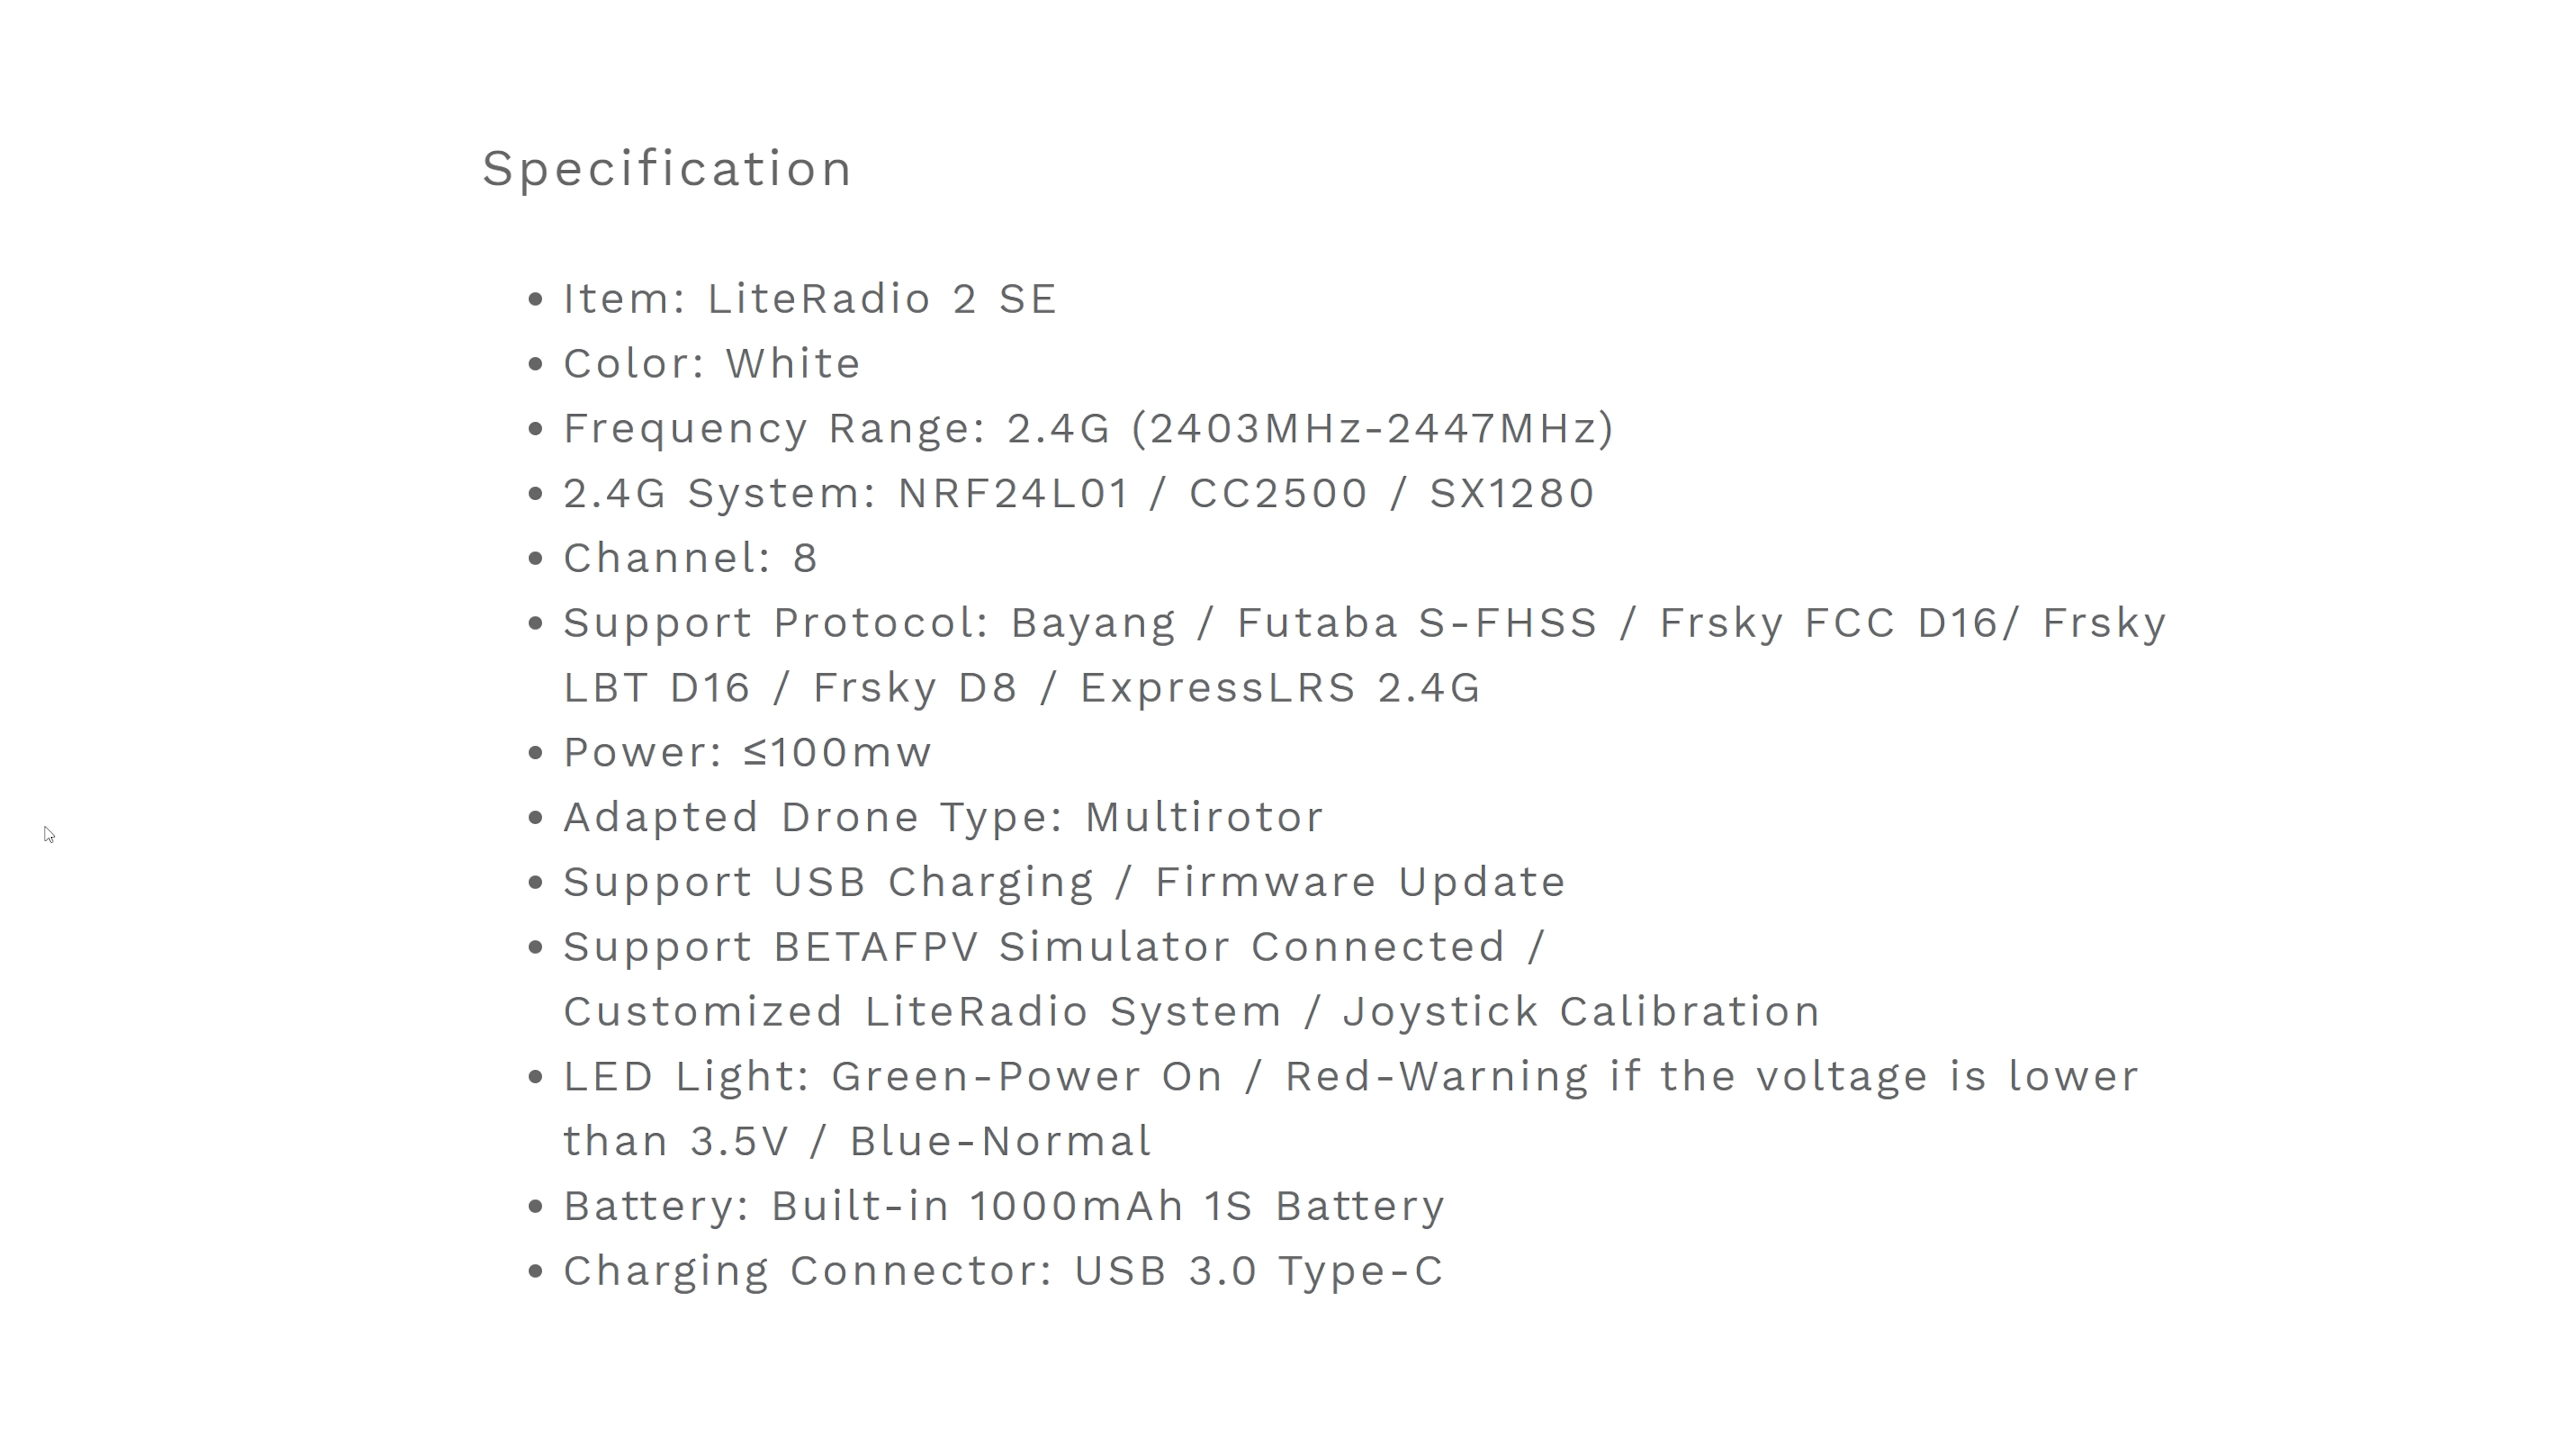 Specification
Item: LiteRadio 2 SE
Color: White
Frequency Range: 2.4G (2403MHz-2447MHz)
2.4G System: NRF24L01 / CC2500 / SX1280
Channel: 8
Support Protocol: Bayang / Futaba S-FHSS / Frsky FCC D16/ Frsky
LBT D16 / Frsky D8 / ExpressLRS 2.4G
Power: ≤100mw
Adapted Drone Type: Multirotor
Support USB Charging / Firmware Update
Support BETAFPV Simulator Connected /
Customized LiteRadio System / Joystick Calibration
LED Light: Green-Power On / Red-Warning if the voltage is lower
than 3.5V / Blue-Normal
Battery: Built-in 1000mAh 1S Battery
Charging Connector: USB 3.0 Type-C